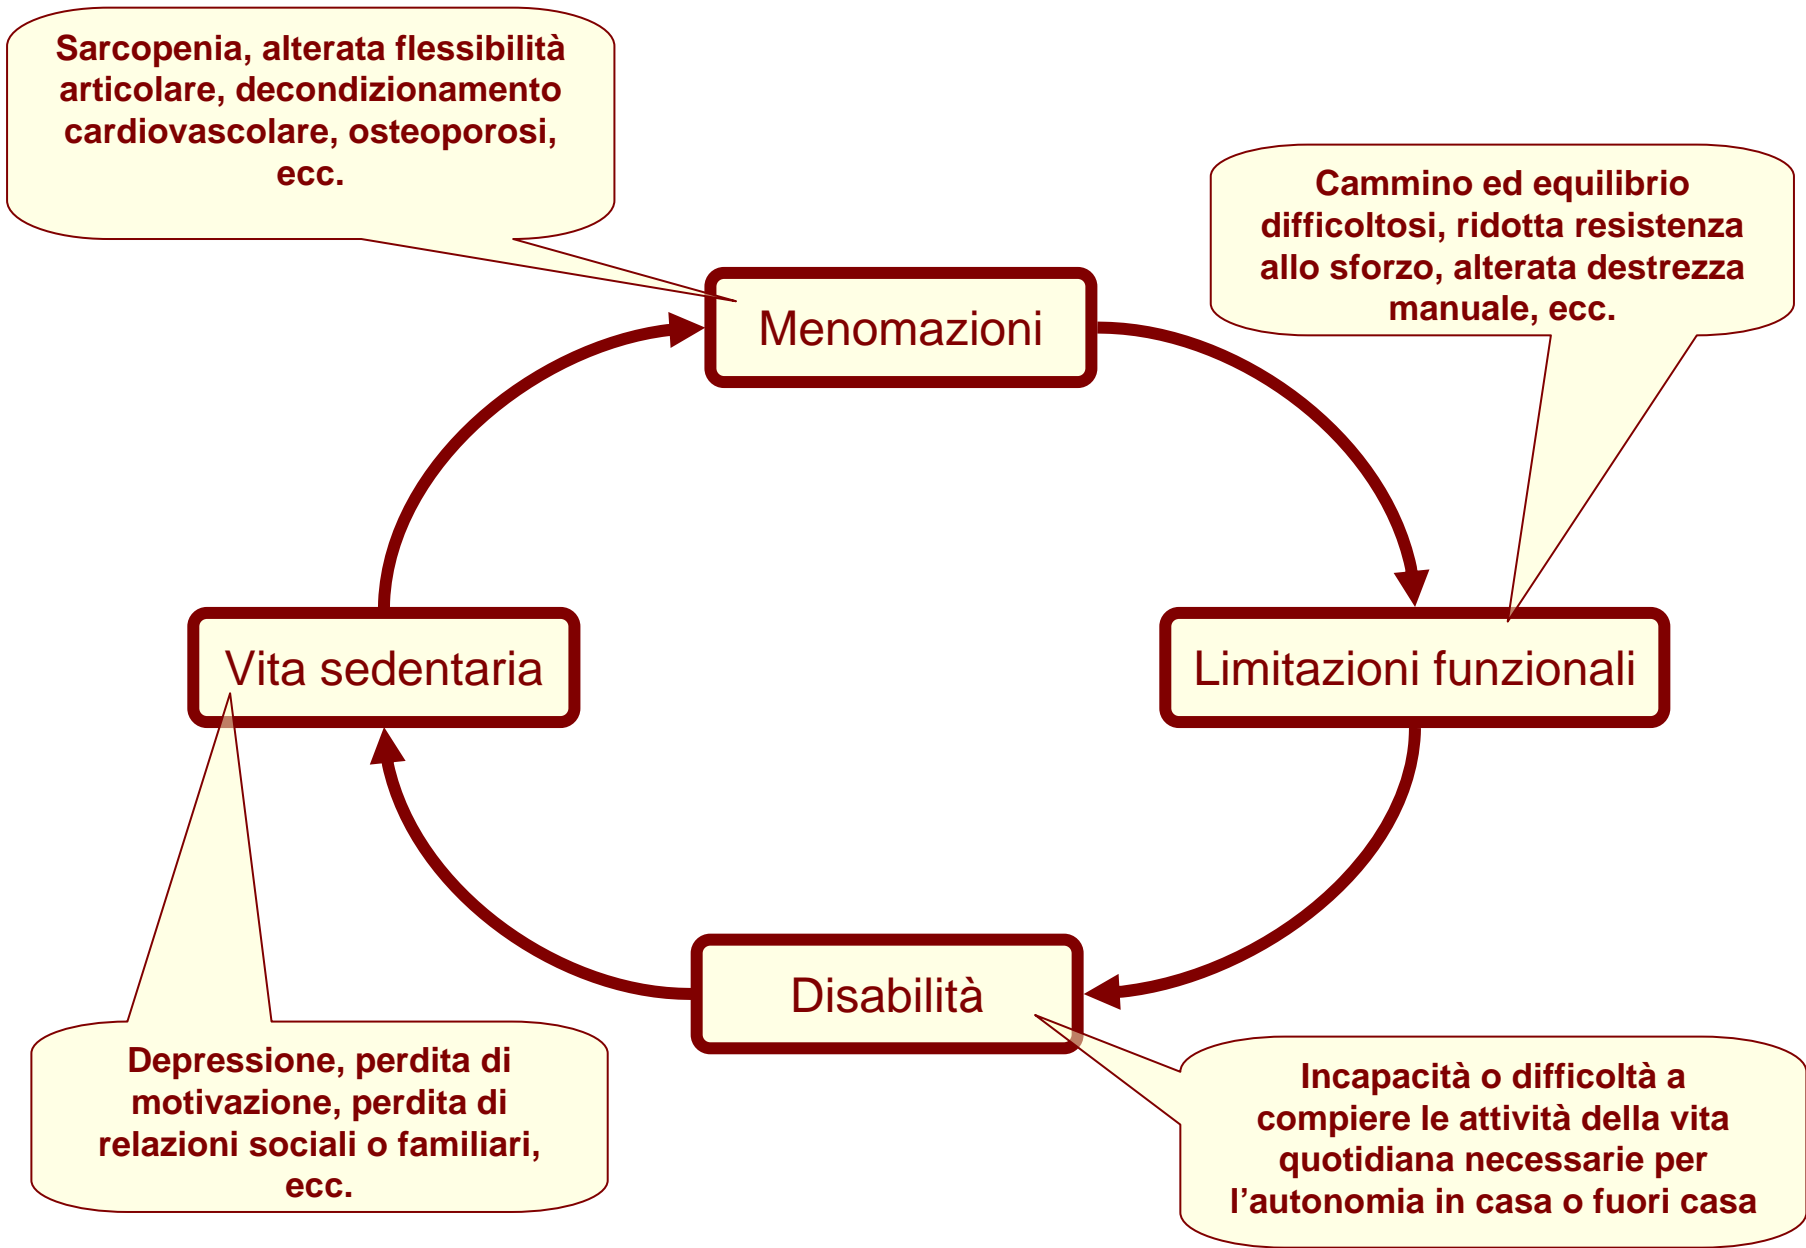 Sarcopenia, alterata flessibilità
articolare, decondizionamento
cardiovascolare, osteoporosi,
ecc.
Cammino ed equilibrio
difficoltosi, ridotta resistenza
allo sforzo, alterata destrezza
manuale, ecc.
Menomazioni
Vita sedentaria
Limitazioni funzionali
Disabilità
Depressione, perdita di
motivazione, perdita di
relazioni sociali o familiari,
ecc.
Incapacità o difficoltà a
compiere le attività della vita
quotidiana necessarie per
l’autonomia in casa o fuori casa